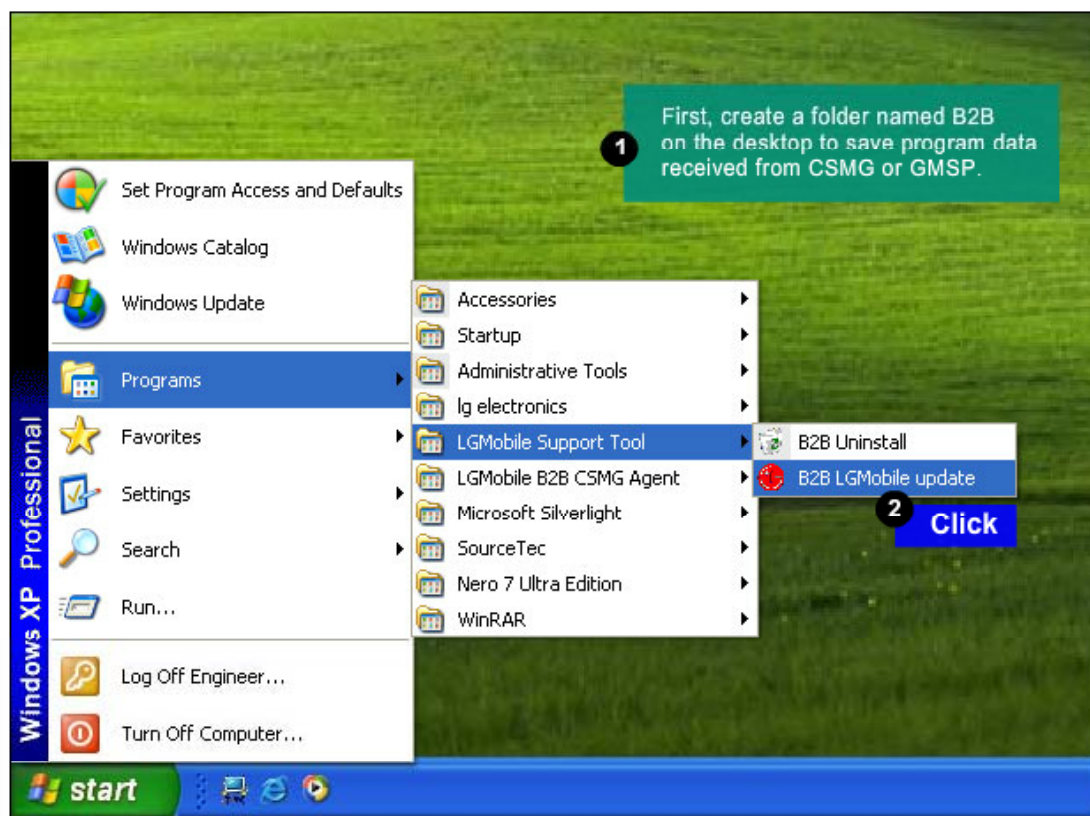 1
First, create a folder named B2B
on the desktop to save program data
received from CSMG or GMSP.
Set Program Access and Defaults
Windows Catalog
Windows Update
Programs
Favorites
Settings
Search
Run...
Log Off Engineer...
Turn Off Computer...
Windows XP Professional
Accessories
Startup
Administrative Tools
lg electronics
LGMobile Support Tool
LGMobile B2B CSMG Agent
Microsoft Silverlight
SourceTec
Nero 7 Ultra Edition
WinRAR
B2B Uninstall
B2B LGMobile update
2
Click
start